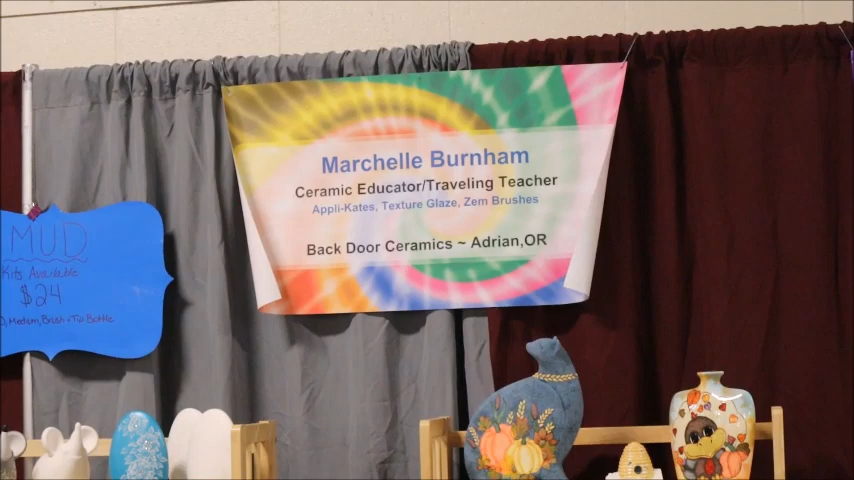 Marchelle Burnham
Ceramic Educator/Traveling Teacher
Appli-Kates, Texture Glaze, Zem Brushes
Back Door Ceramics ~ Adrian,OR
MUD
Kits Available
$24
Medium, Brush + Tip Bottle